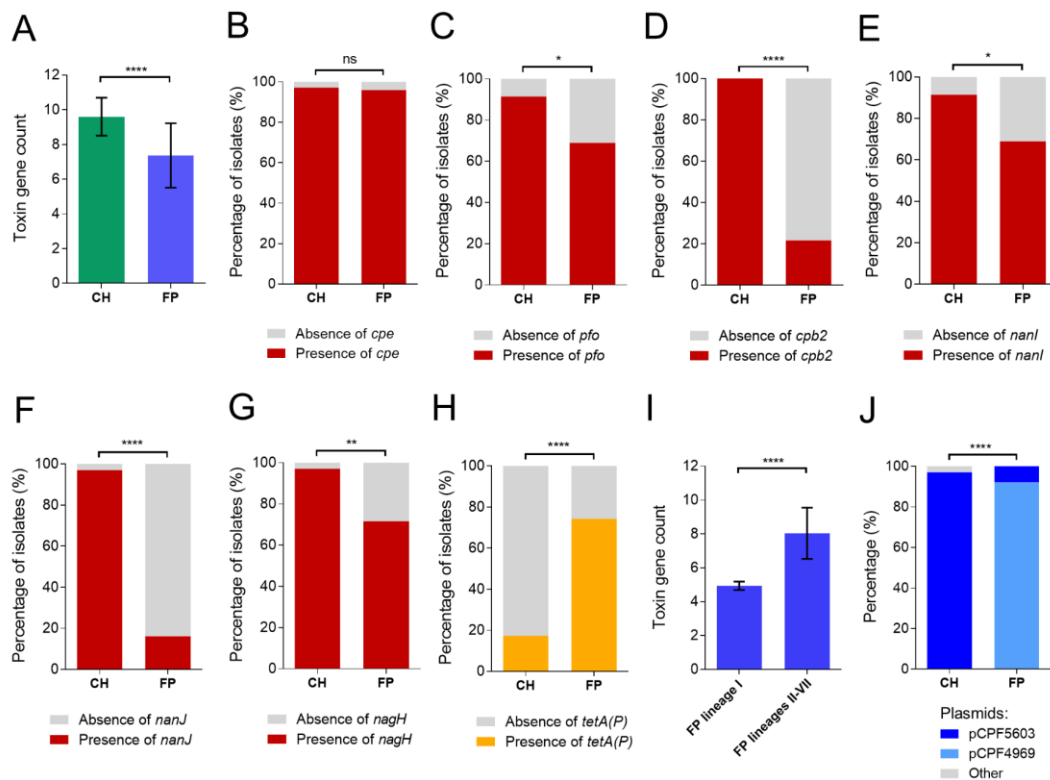 A
Toxin gene count
12
10
8
6
4
2
0
****
CH FP
B
Percentage of isolates (%)
100
80
60
40
20
0
ns
CH FP
Absence of cpe
Presence of cpe
C
Percentage of isolates (%)
100
80
60
40
20
0
*
CH FP
Absence of pfo
Presence of pfo
D
Percentage of isolates (%)
100
80
60
40
20
0
****
CH FP
Absence of cpb2
Presence of cpb2
E
Percentage of isolates (%)
100
80
60
40
20
0
*
CH FP
Absence of nanI
Presence of nanI
F
Percentage of isolates (%)
100
80
60
40
20
0
****
CH FP
Absence of nanJ
Presence of nanJ
G
Percentage of isolates (%)
100
80
60
40
20
0
**
CH FP
Absence of nagH
Presence of nagH
H
Percentage of isolates (%)
100
80
60
40
20
0
****
CH FP
Absence of tetA(P)
Presence of tetA(P)
I
Toxin gene count
12
10
8
6
4
2
0
****
FP lineage I
FP lineages II-VII
J
Percentage (%)
100
80
60
40
20
0
****
CH FP
Plasmids:
pCPF5603
pCPF4969
Other